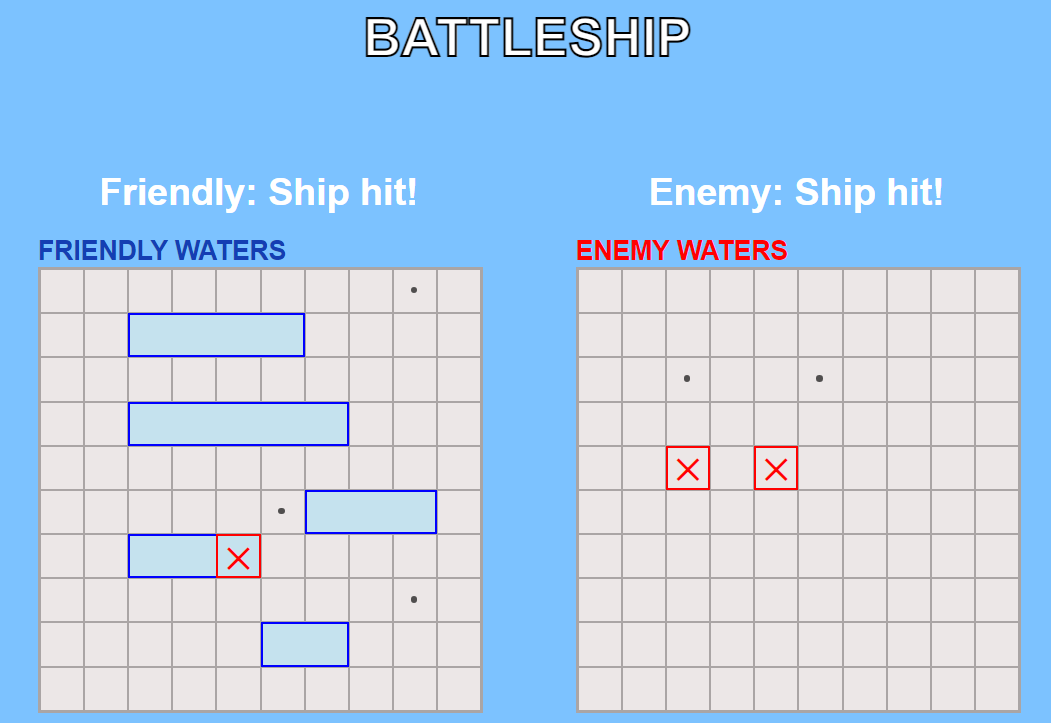 BATTLESHIP
Friendly: Ship hit!
Enemy: Ship hit!
FRIENDLY WATERS
ENEMY WATERS